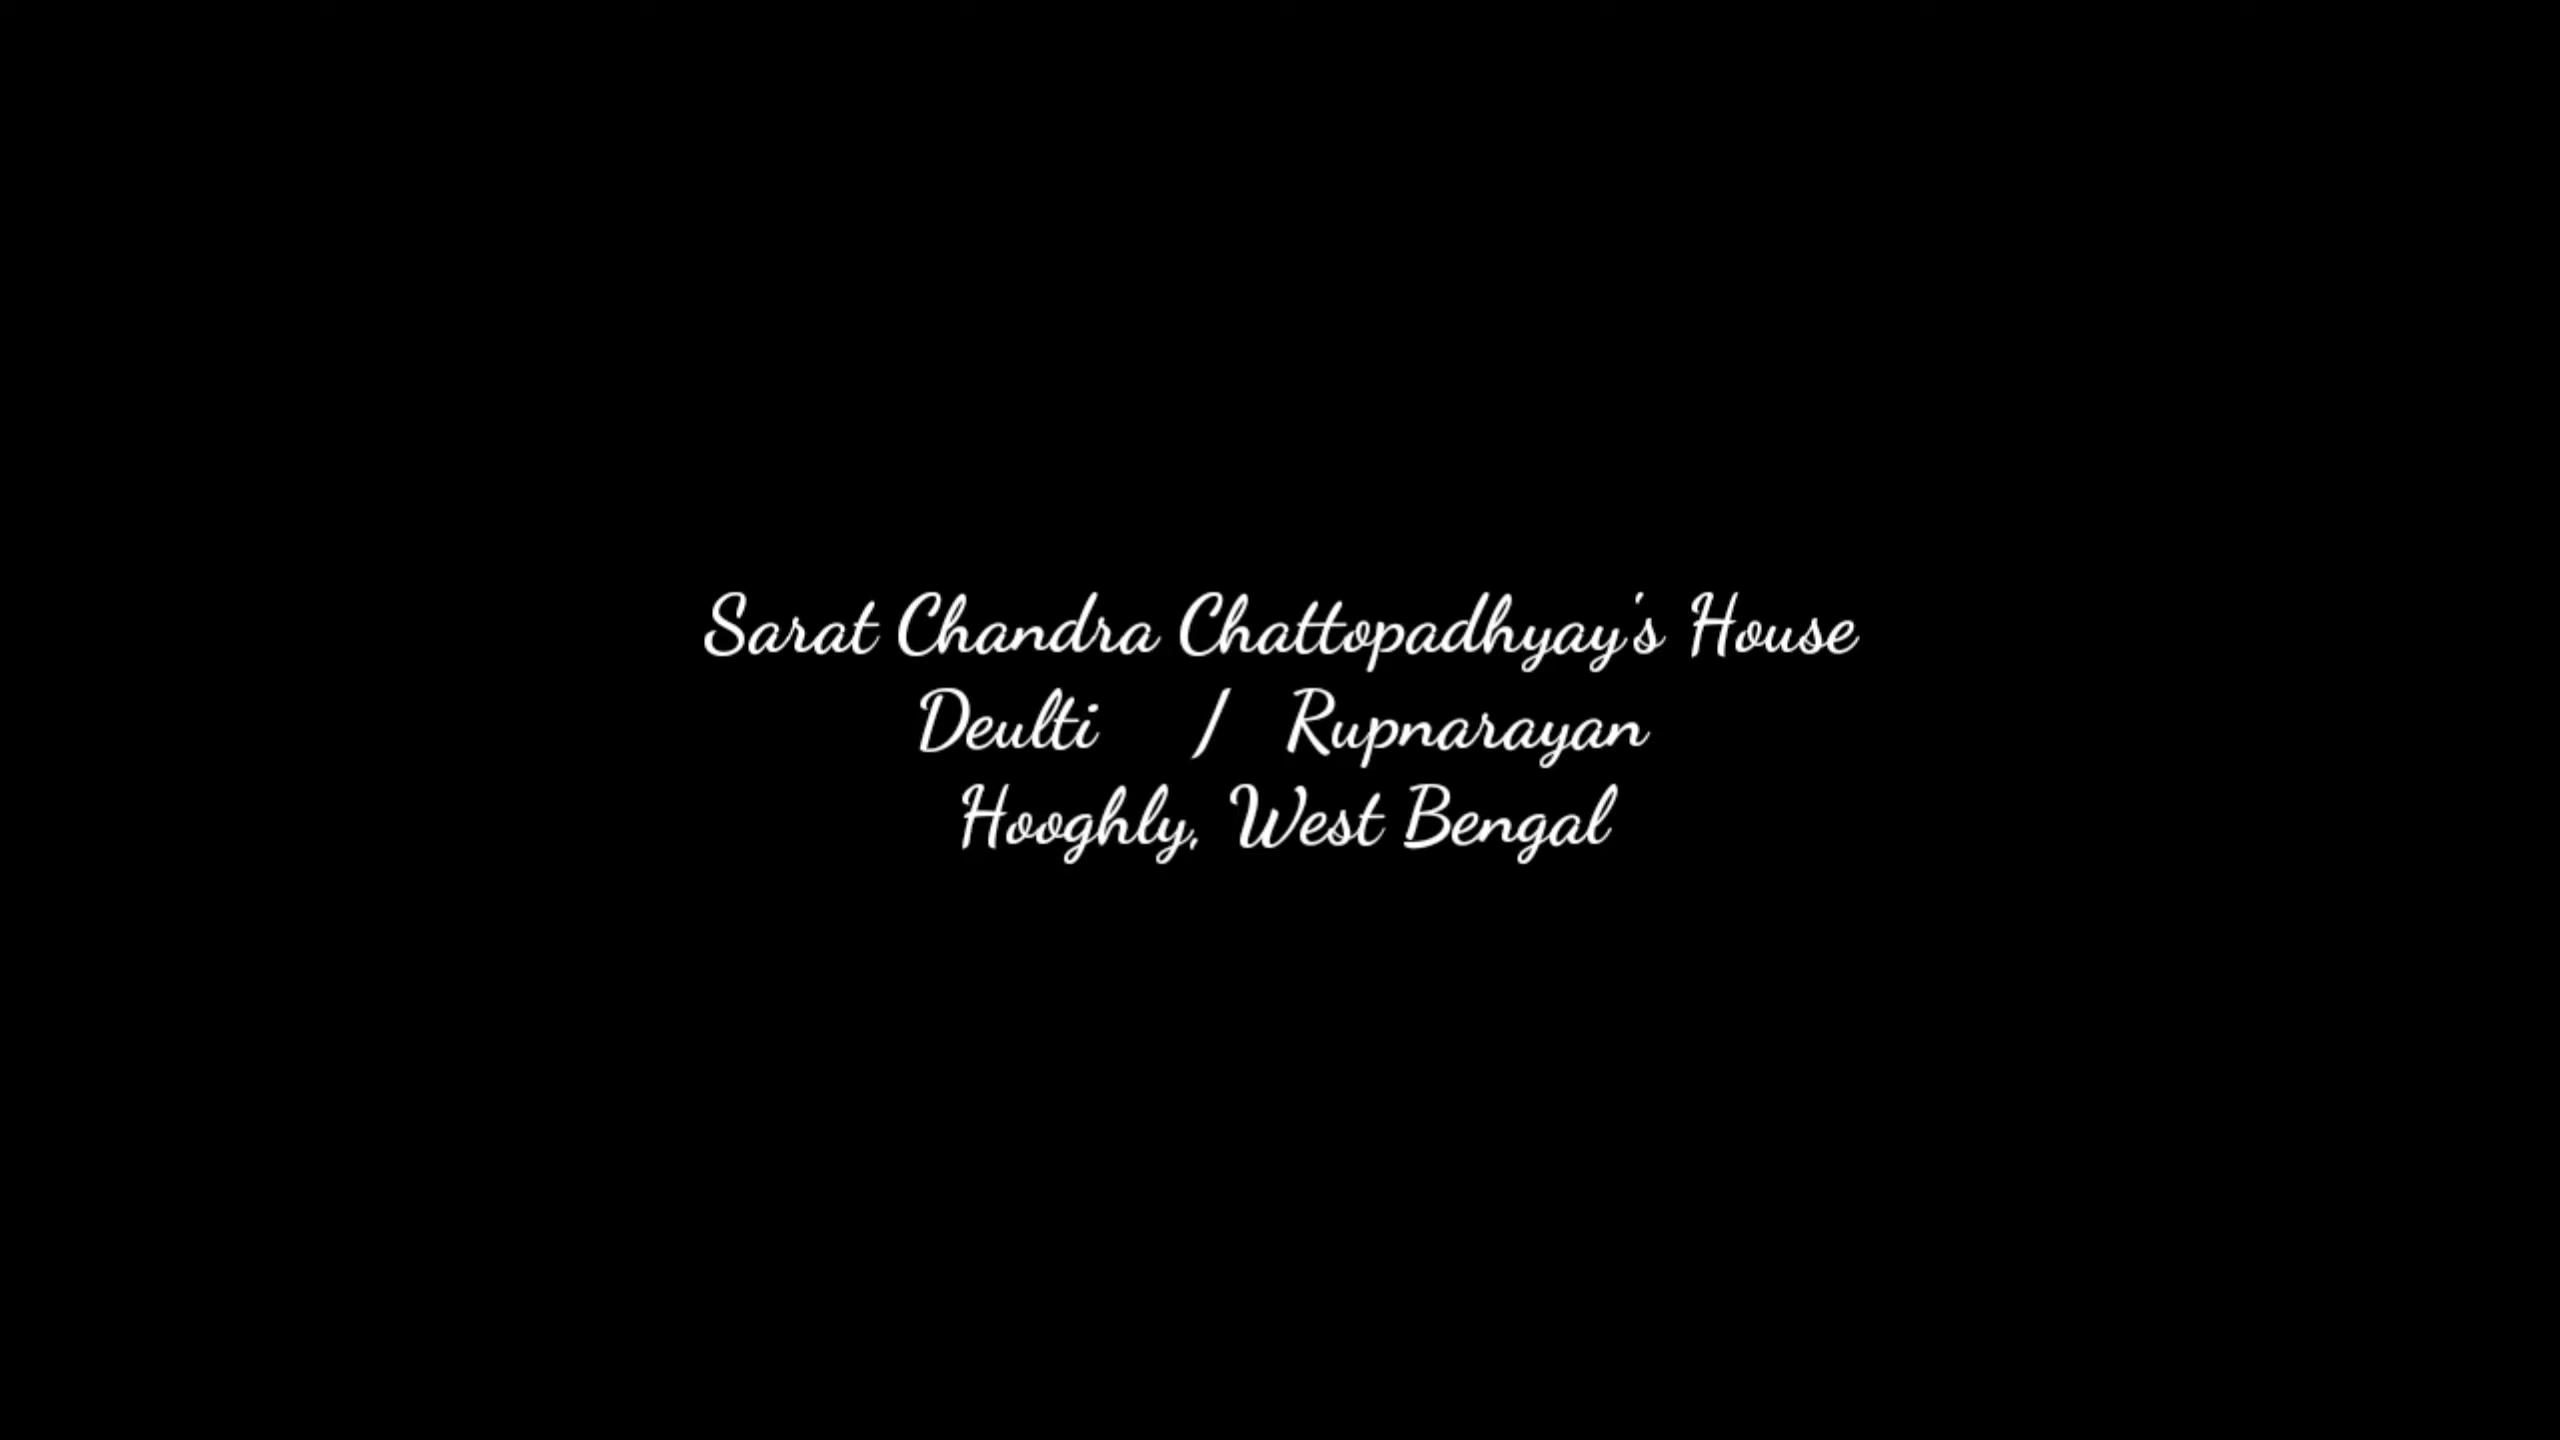 Sarat Chandra Chattopadhyay's House
Deulti / Rupnarayan
Hooghly, West Bengal